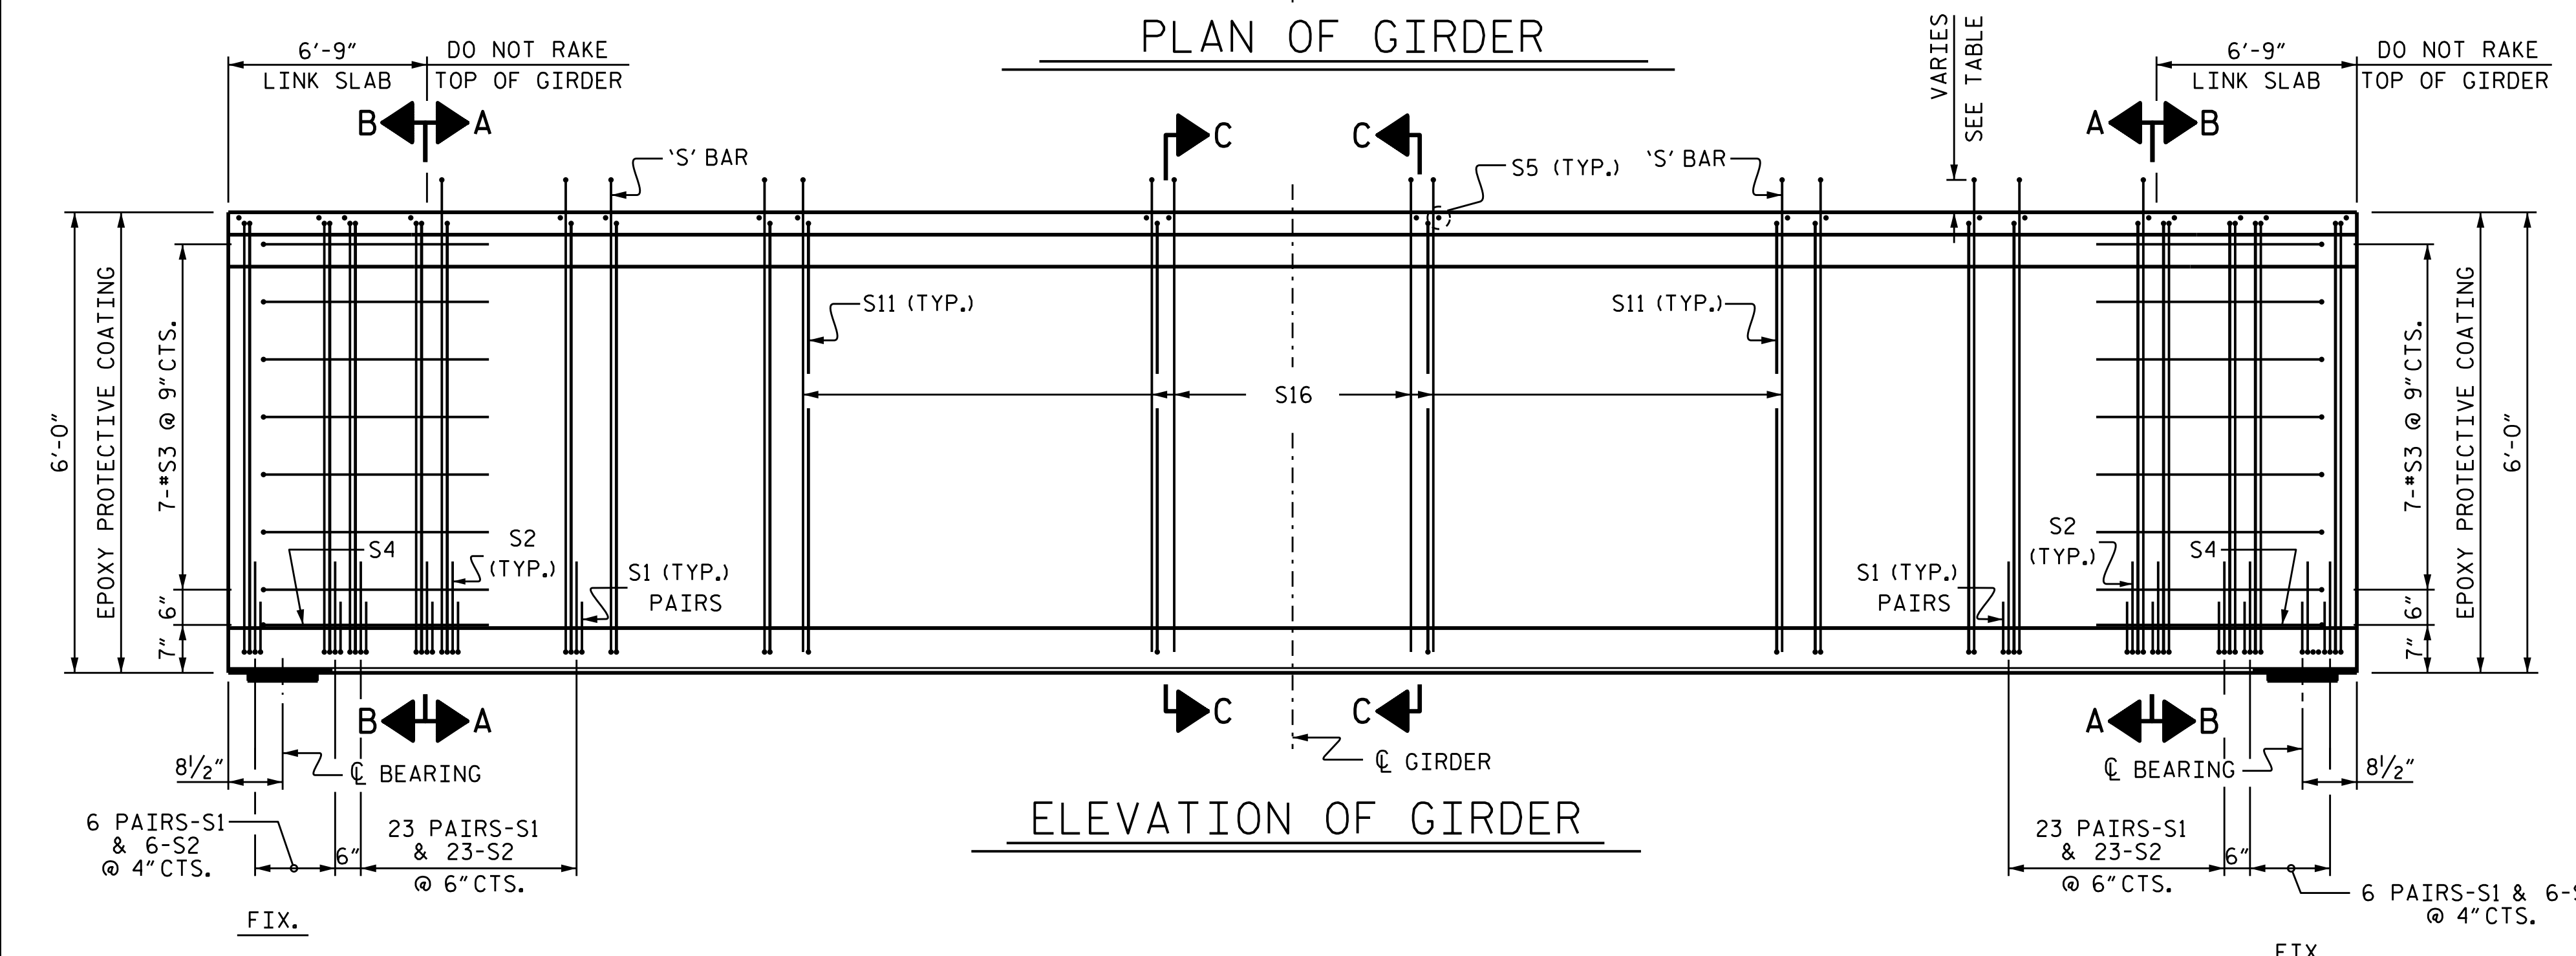 PLAN OF GIRDER
6'-9"
LINK SLAB
DO NOT RAKE
TOP OF GIRDER
VARIES
SEE TABLE
6'-9"
LINK SLAB
DO NOT RAKE
TOP OF GIRDER
B
A
C
C
A
B
'S' BAR
S5 (TYP.)
'S' BAR
S11 (TYP.)
S11 (TYP.)
S16
6'-0"
EPOXY PROTECTIVE COATING
7-#S3 @ 9"CTS.
6"
7"
7-#S3 @ 9"CTS.
6"
7"
EPOXY PROTECTIVE COATING
6'-0"
S4
S2
(TYP.)
S1 (TYP.)
PAIRS
S1 (TYP.)
PAIRS
S2
(TYP.)
S4
B
A
C
C
A
B
8½"
℄ BEARING
℄ GIRDER
℄ BEARING
8½"
ELEVATION OF GIRDER
6 PAIRS-S1
& 6-S2
@ 4"CTS.
6"
23 PAIRS-S1
& 23-S2
@ 6"CTS.
23 PAIRS-S1
& 23-S2
@ 6"CTS.
6"
6 PAIRS-S1 & 6-
@ 4"CTS.
FIX.
FIX